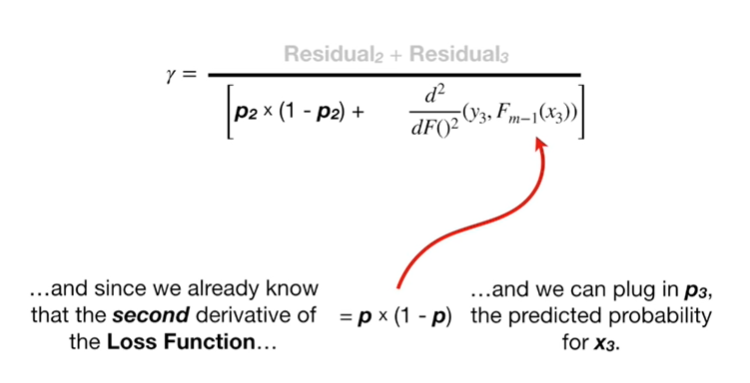 Residual₂ + Residual₃
γ =
[p₂ × (1 - p₂) + d²/dF()² (y₃, Fₘ₋₁(x₃))]
…and since we already know
that the second derivative of
the Loss Function…
= p × (1 - p)
…and we can plug in p₃,
the predicted probability
for x₃.